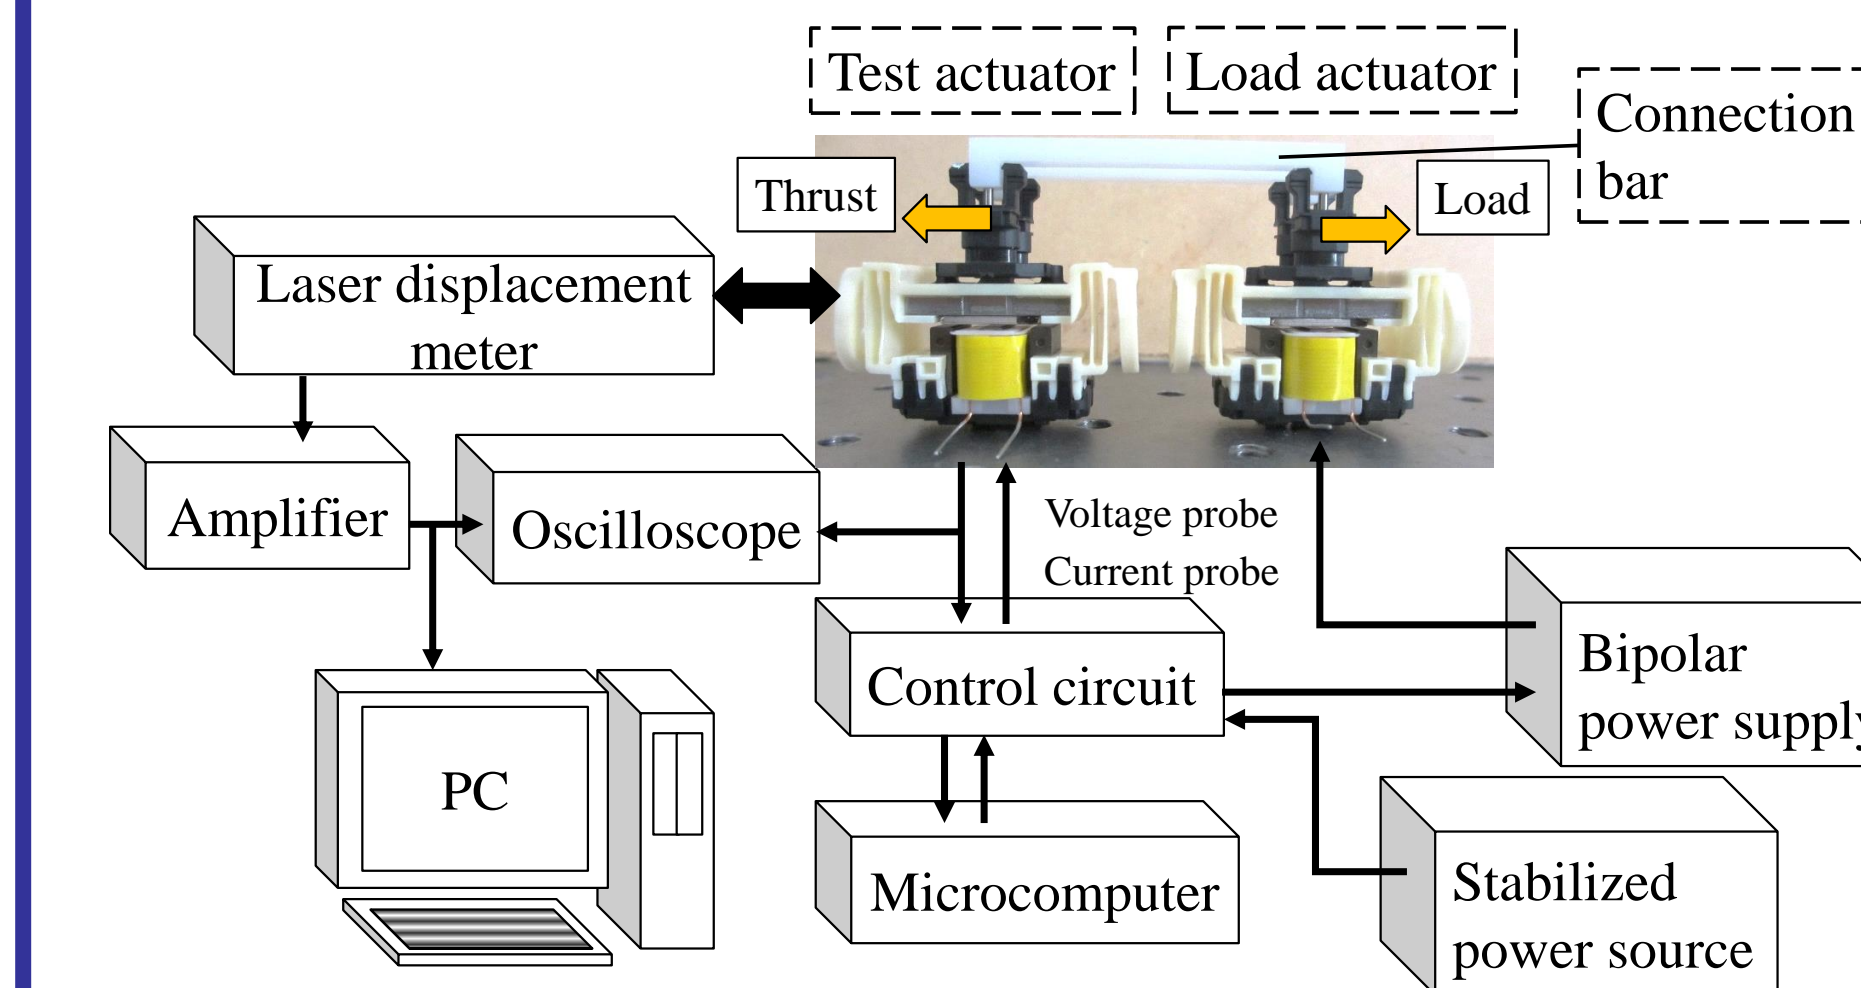 Test actuator
Load actuator
Connection
bar
Thrust
Load
Laser displacement
meter
Amplifier
Oscilloscope
Voltage probe
Current probe
Control circuit
Bipolar
power supply
PC
Microcomputer
Stabilized
power source